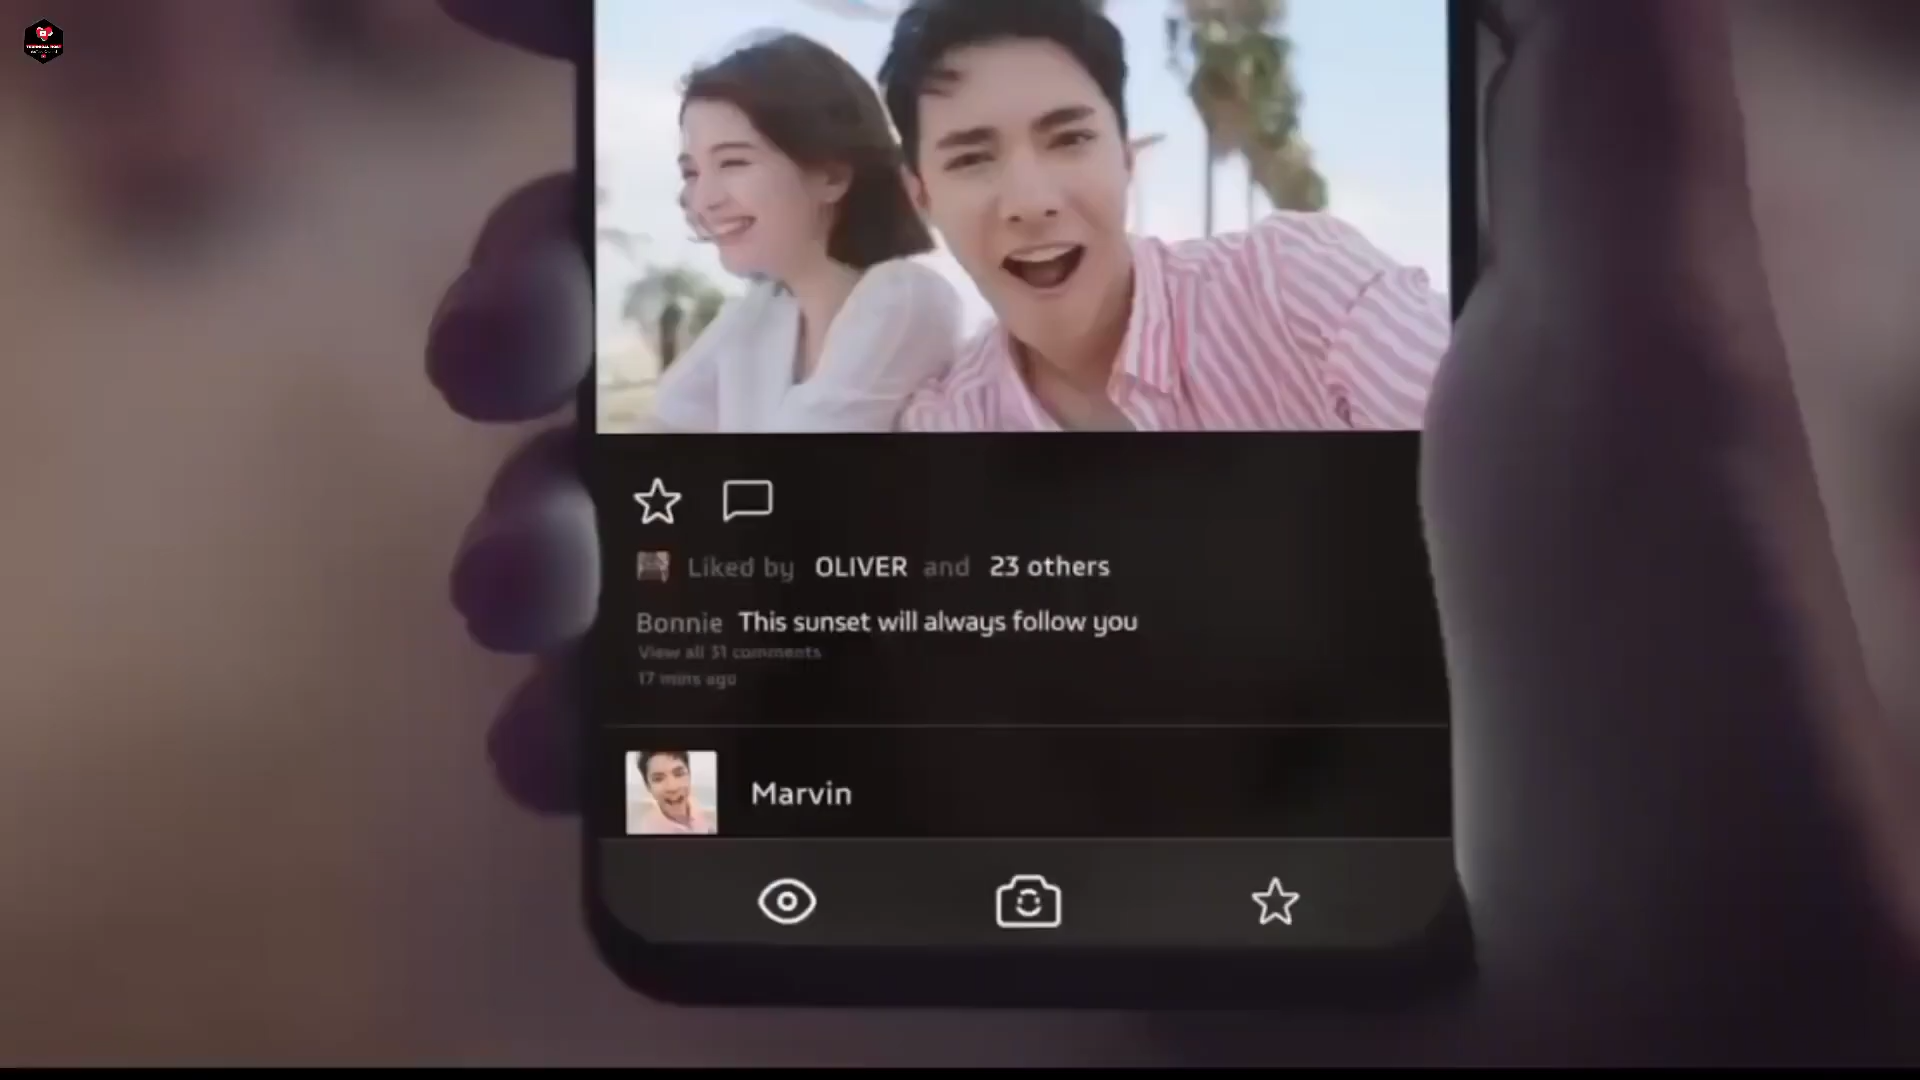 Liked by OLIVER and 23 others
Bonnie This sunset will always follow you
View all 31 comments
17 mins ago
Marvin